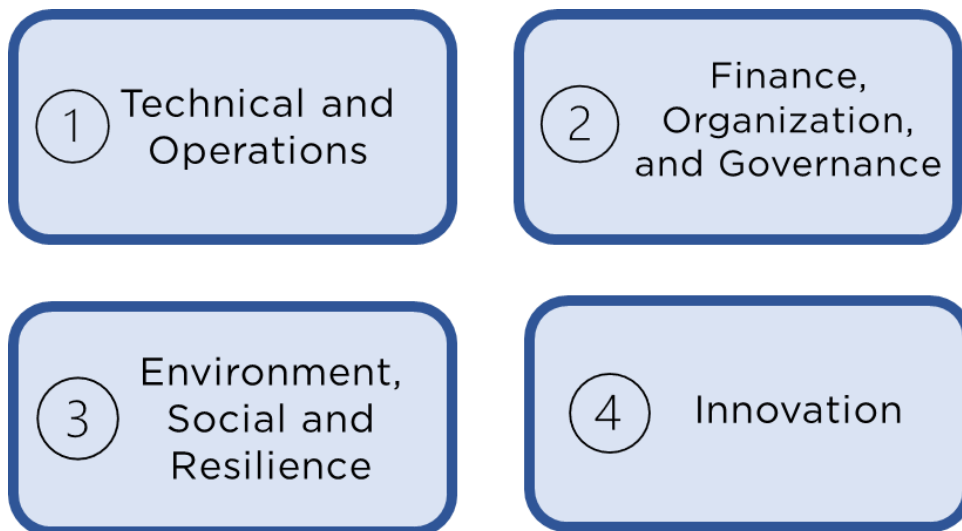 1
Technical and
Operations
2
Finance,
Organization,
and Governance
3
Environment,
Social and
Resilience
4
Innovation